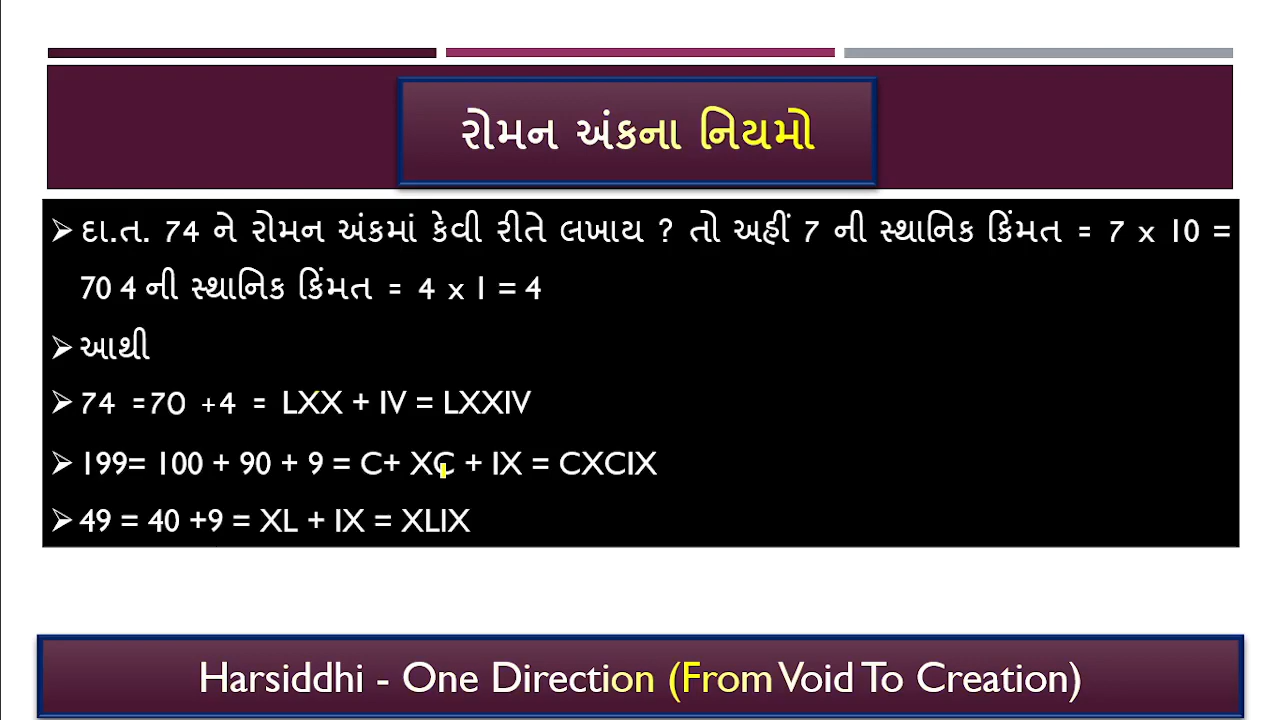 રોમન અંકના નિયમો
દા.ત. 74 ને રોમન અંકમાં કેવી રીતે લખાય ? તો અહીં 7 ની સ્થાનિક કિંમત = 7 x 10 =
70 4 ની સ્થાનિક કિંમત = 4 x 1 = 4
આથી
74 =70 +4 = LXX + IV = LXXIV
199= 100 + 90 + 9 = C+ XC + IX = CXCIX
49 = 40 +9 = XL + IX = XLIX
Harsiddhi - One Direction (From Void To Creation)